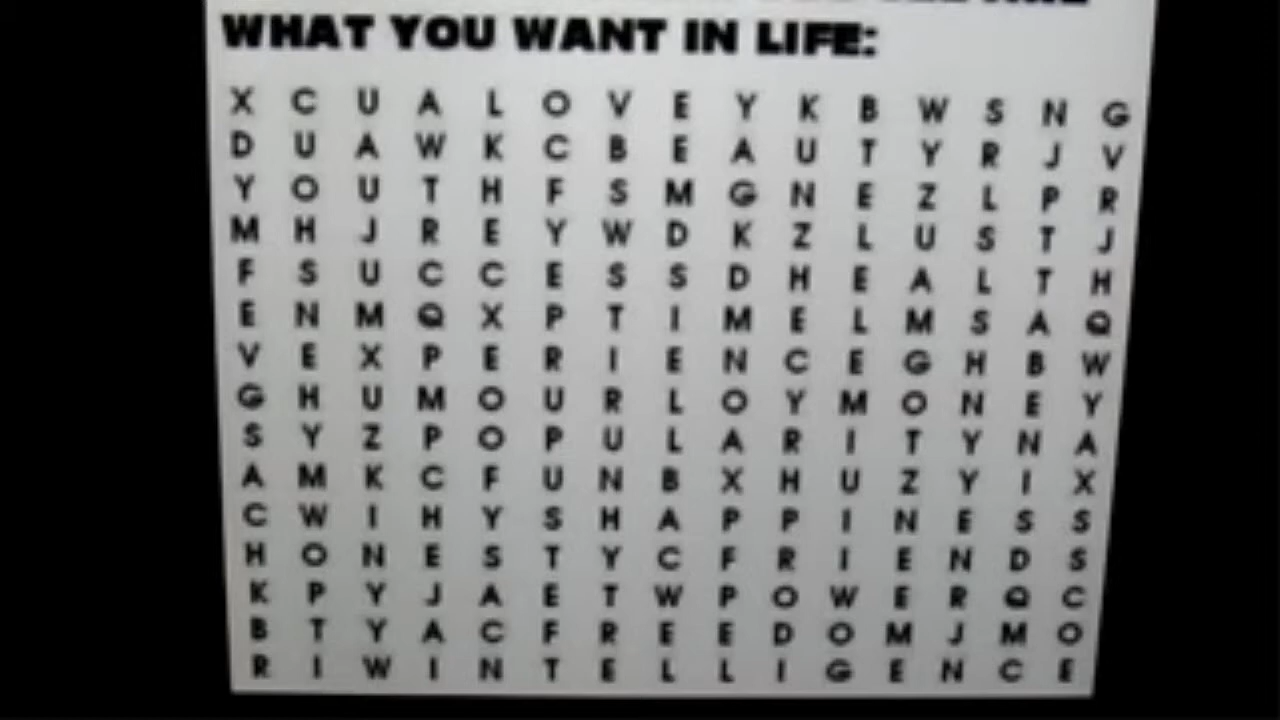 WHAT YOU WANT IN LIFE:
X C U A L O V E Y K B W S N G
D U A W K C B E A U T Y R J V
Y O U T H F S M G N E Z L P R
M H J R E Y W D K Z L U S T J
F S U C C E S S D H E A L T H
E N M Q X P T I M E L M S A Q
V E X P E R I E N C E G H B W
G H U M O U R L O Y M O N E Y
S Y Z P O P U L A R I T Y N A
A M K C F U N B X H U Z Y I X
C W I H Y S H A P P I N E S S
H O N E S T Y C F R I E N D S
K P Y J A E T W P O W E R Q C
B T Y A C F R E E D O M J M O
R I W I N T E L L I G E N C E